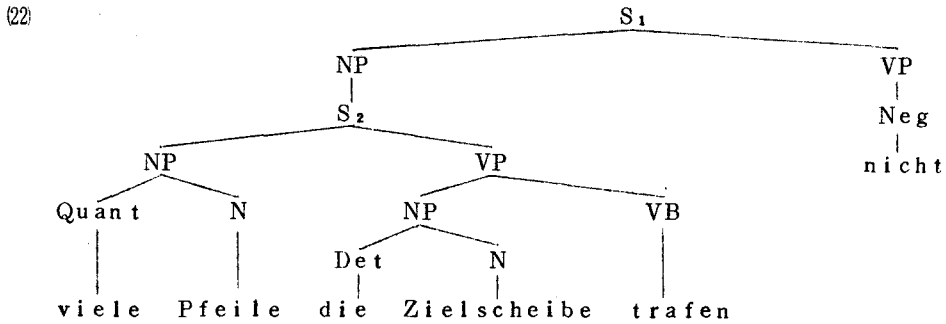 (22) S₁
NP VP
S₂ Neg
NP VP nicht
Quant N NP VB
Det N
viele Pfeile die Zielscheibe trafen